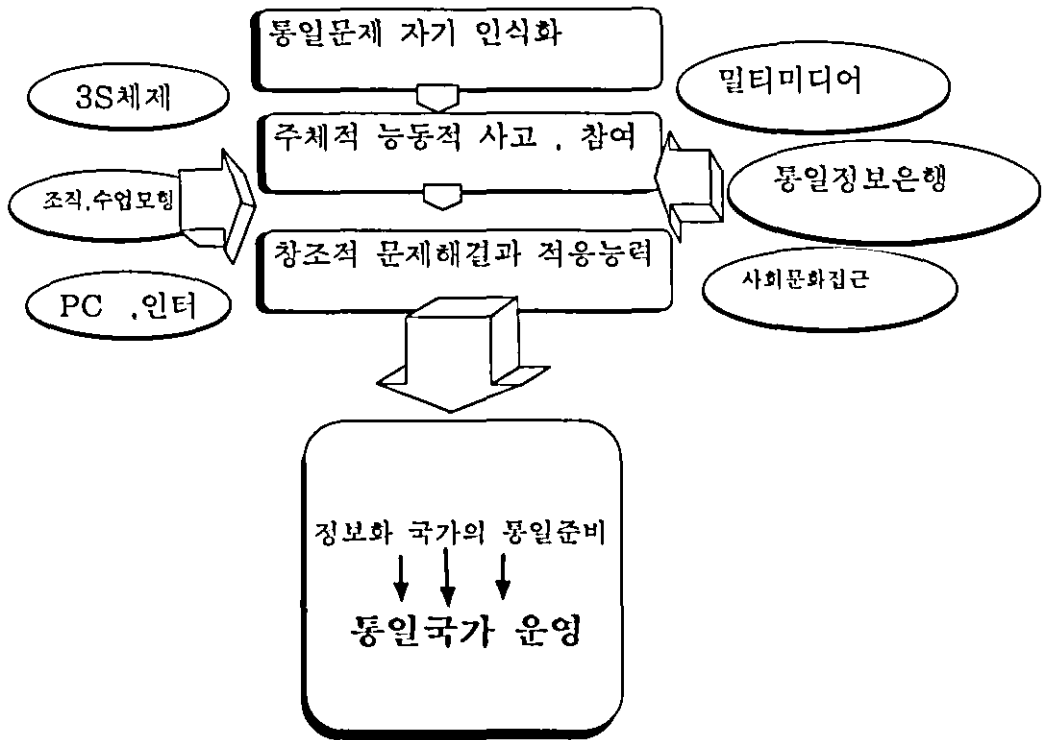 통일문제 자기 인식화
3S체제
밀티미디어
주체적 능동적 사고 , 참여
조직,수업모형
통일정보은행
창조적 문제해결과 적응능력
사회문화접근
PC ,인터
정보화 국가의 통일준비
통일국가 운영